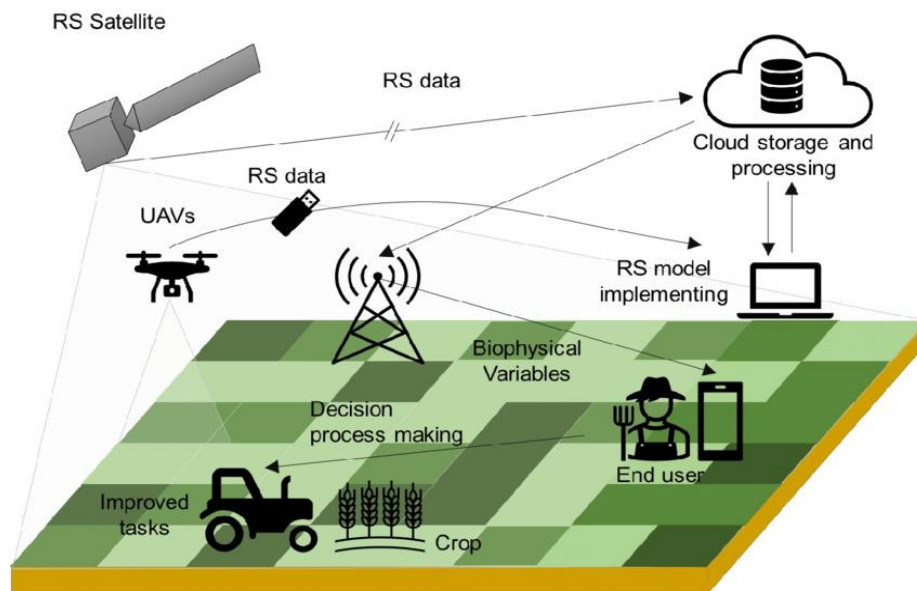 RS Satellite
RS data
Cloud storage and
processing
RS data
UAVs
RS model
implementing
Biophysical
Variables
Decision
process making
End user
Improved
tasks
Crop